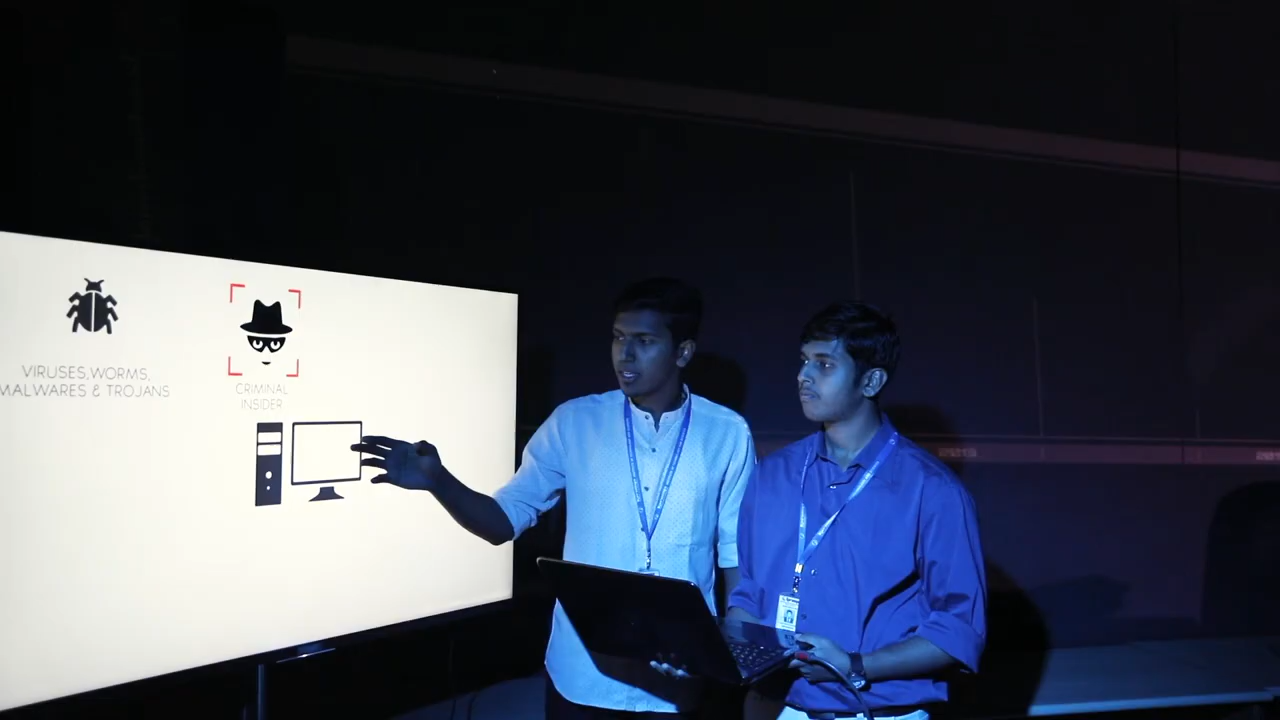 VIRUSES,WORMS,
MALWARES & TROJANS
CRIMINAL
INSIDER